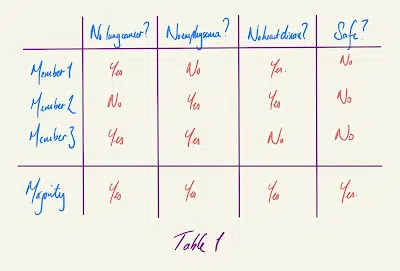 No lung cancer? No emphysema? No heart disease? Safe?
Member 1 Yes No Yes. No
Member 2 No Yes Yes No
Member 3 Yes Yes No No
Majority Yes Yes Yes Yes.
Table 1